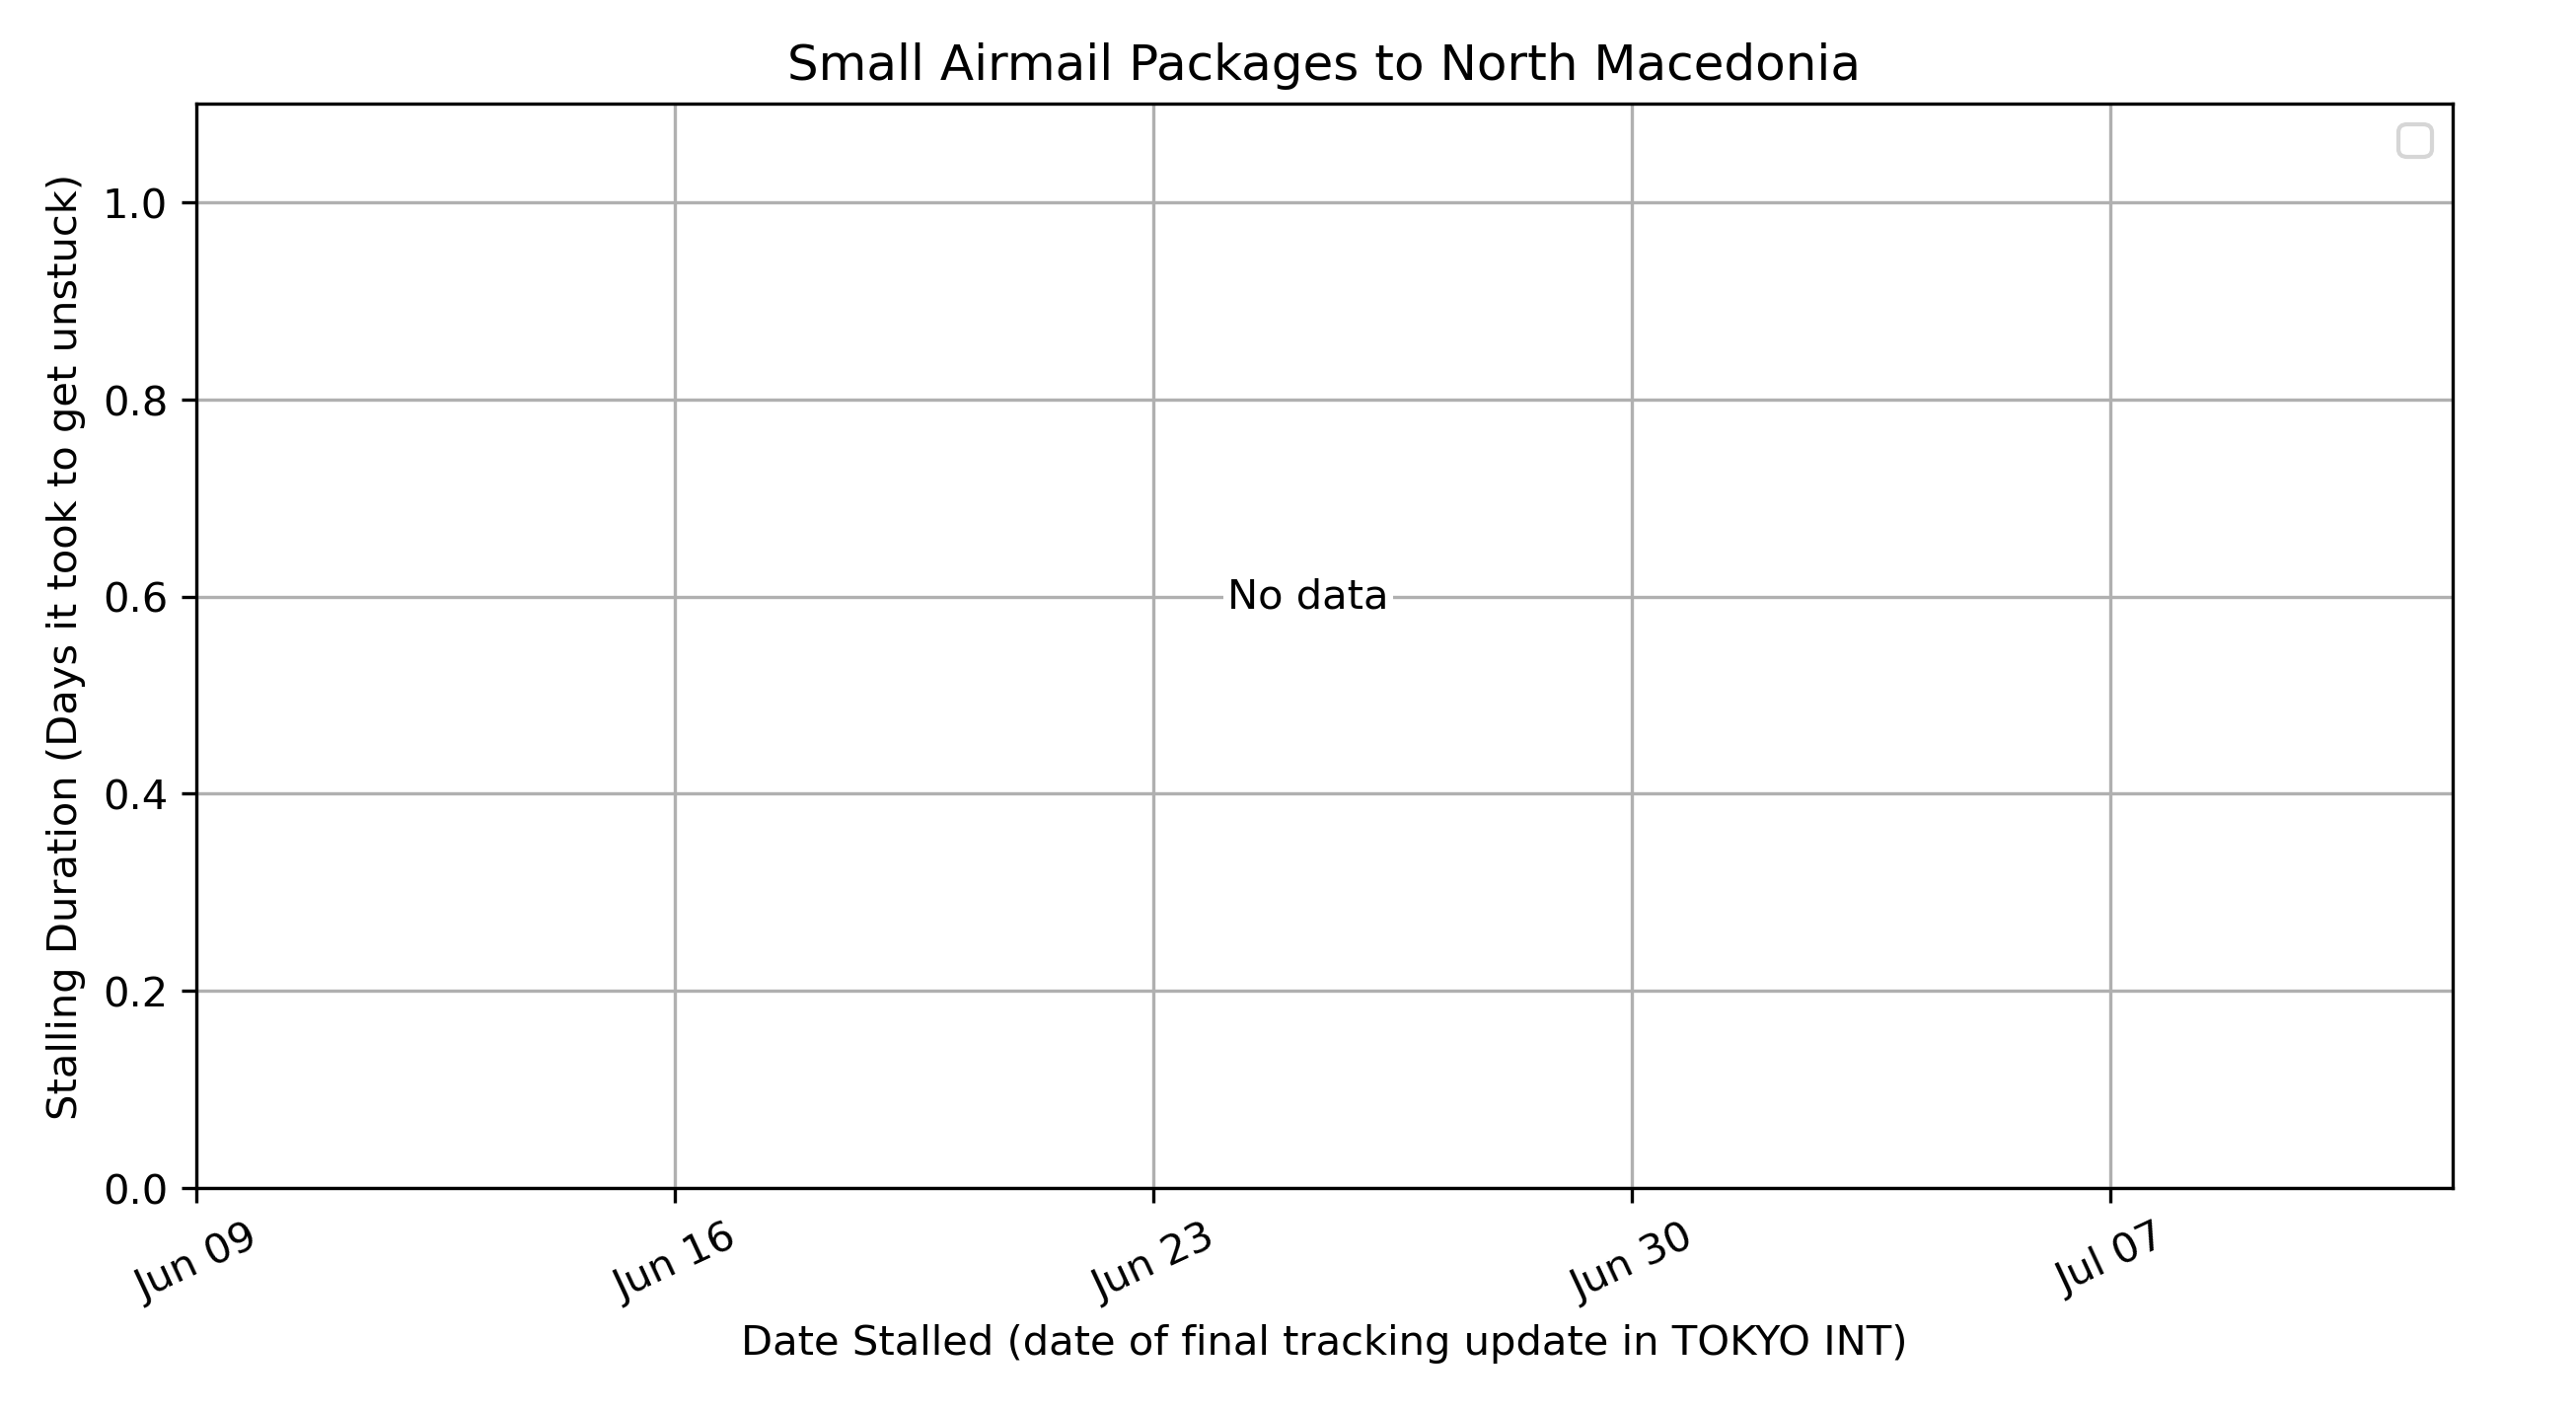 Small Airmail Packages to North Macedonia
Stalling Duration (Days it took to get unstuck)
1.0
0.8
0.6
0.4
0.2
0.0
No data
Jun 09
Jun 16
Jun 23
Jun 30
Jul 07
Date Stalled (date of final tracking update in TOKYO INT)